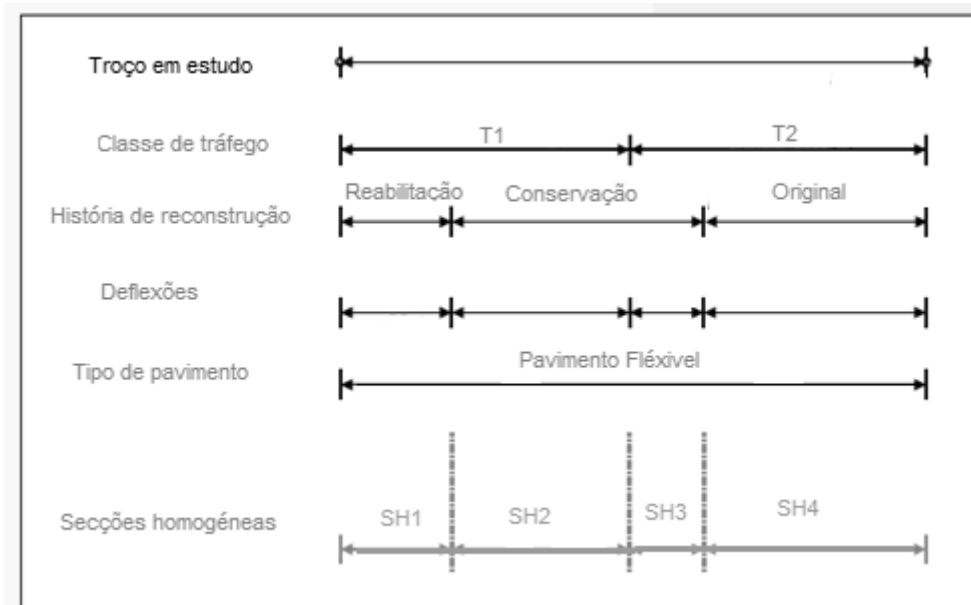 Troço em estudo
Classe de tráfego
T1
T2
História de reconstrução
Reabilitação
Conservação
Original
Deflexões
Tipo de pavimento
Pavimento Fléxivel
Secções homogéneas
SH1
SH2
SH3
SH4